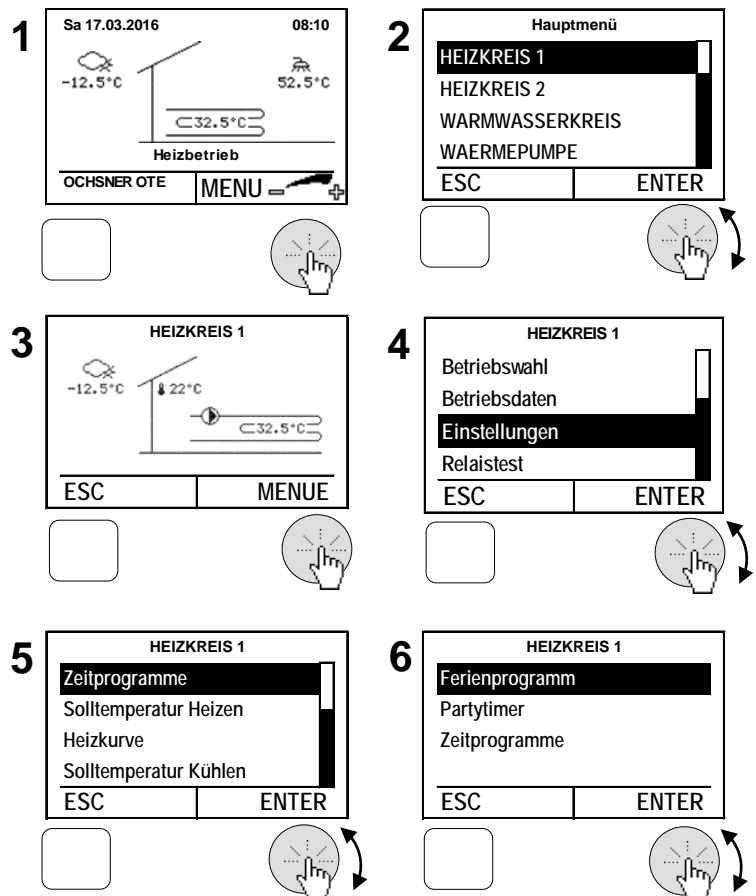 1
Sa 17.03.2016 08:10
-12.5°C
52.5°C
32.5°C
Heizbetrieb
OCHSNER OTE MENU
2
Hauptmenü
HEIZKREIS 1
HEIZKREIS 2
WARMWASSERKREIS
WAERMEPUMPE
ESC ENTER
3
HEIZKREIS 1
-12.5°C
22°C
32.5°C
ESC MENUE
4
HEIZKREIS 1
Betriebswahl
Betriebsdaten
Einstellungen
Relaistest
ESC ENTER
5
HEIZKREIS 1
Zeitprogramme
Solltemperatur Heizen
Heizkurve
Solltemperatur Kühlen
ESC ENTER
6
HEIZKREIS 1
Ferienprogramm
Partytimer
Zeitprogramme
ESC ENTER